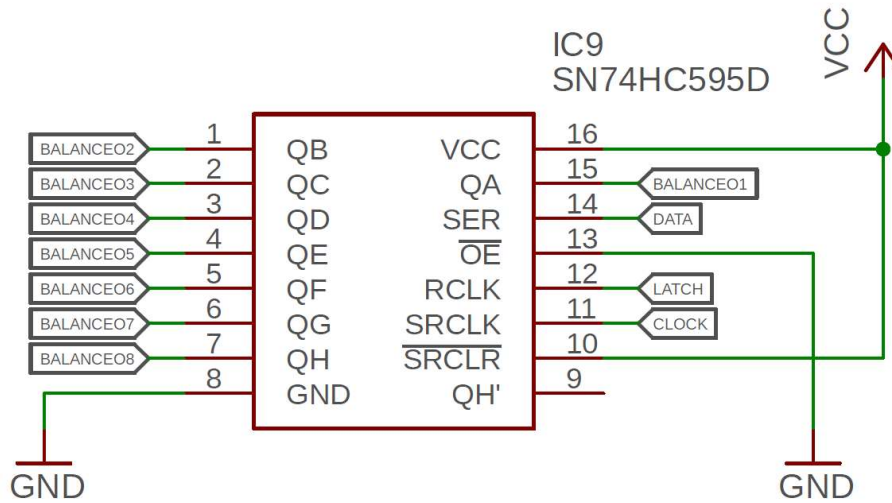 IC9
SN74HC595D
VCC
BALANCEO2 1 QB VCC 16
BALANCEO3 2 QC QA 15 BALANCEO1
BALANCEO4 3 QD SER 14 DATA
BALANCEO5 4 QE OE 13
BALANCEO6 5 QF RCLK 12 LATCH
BALANCEO7 6 QG SRCLK 11 CLOCK
BALANCEO8 7 QH SRCLR 10
8 GND QH' 9
GND GND